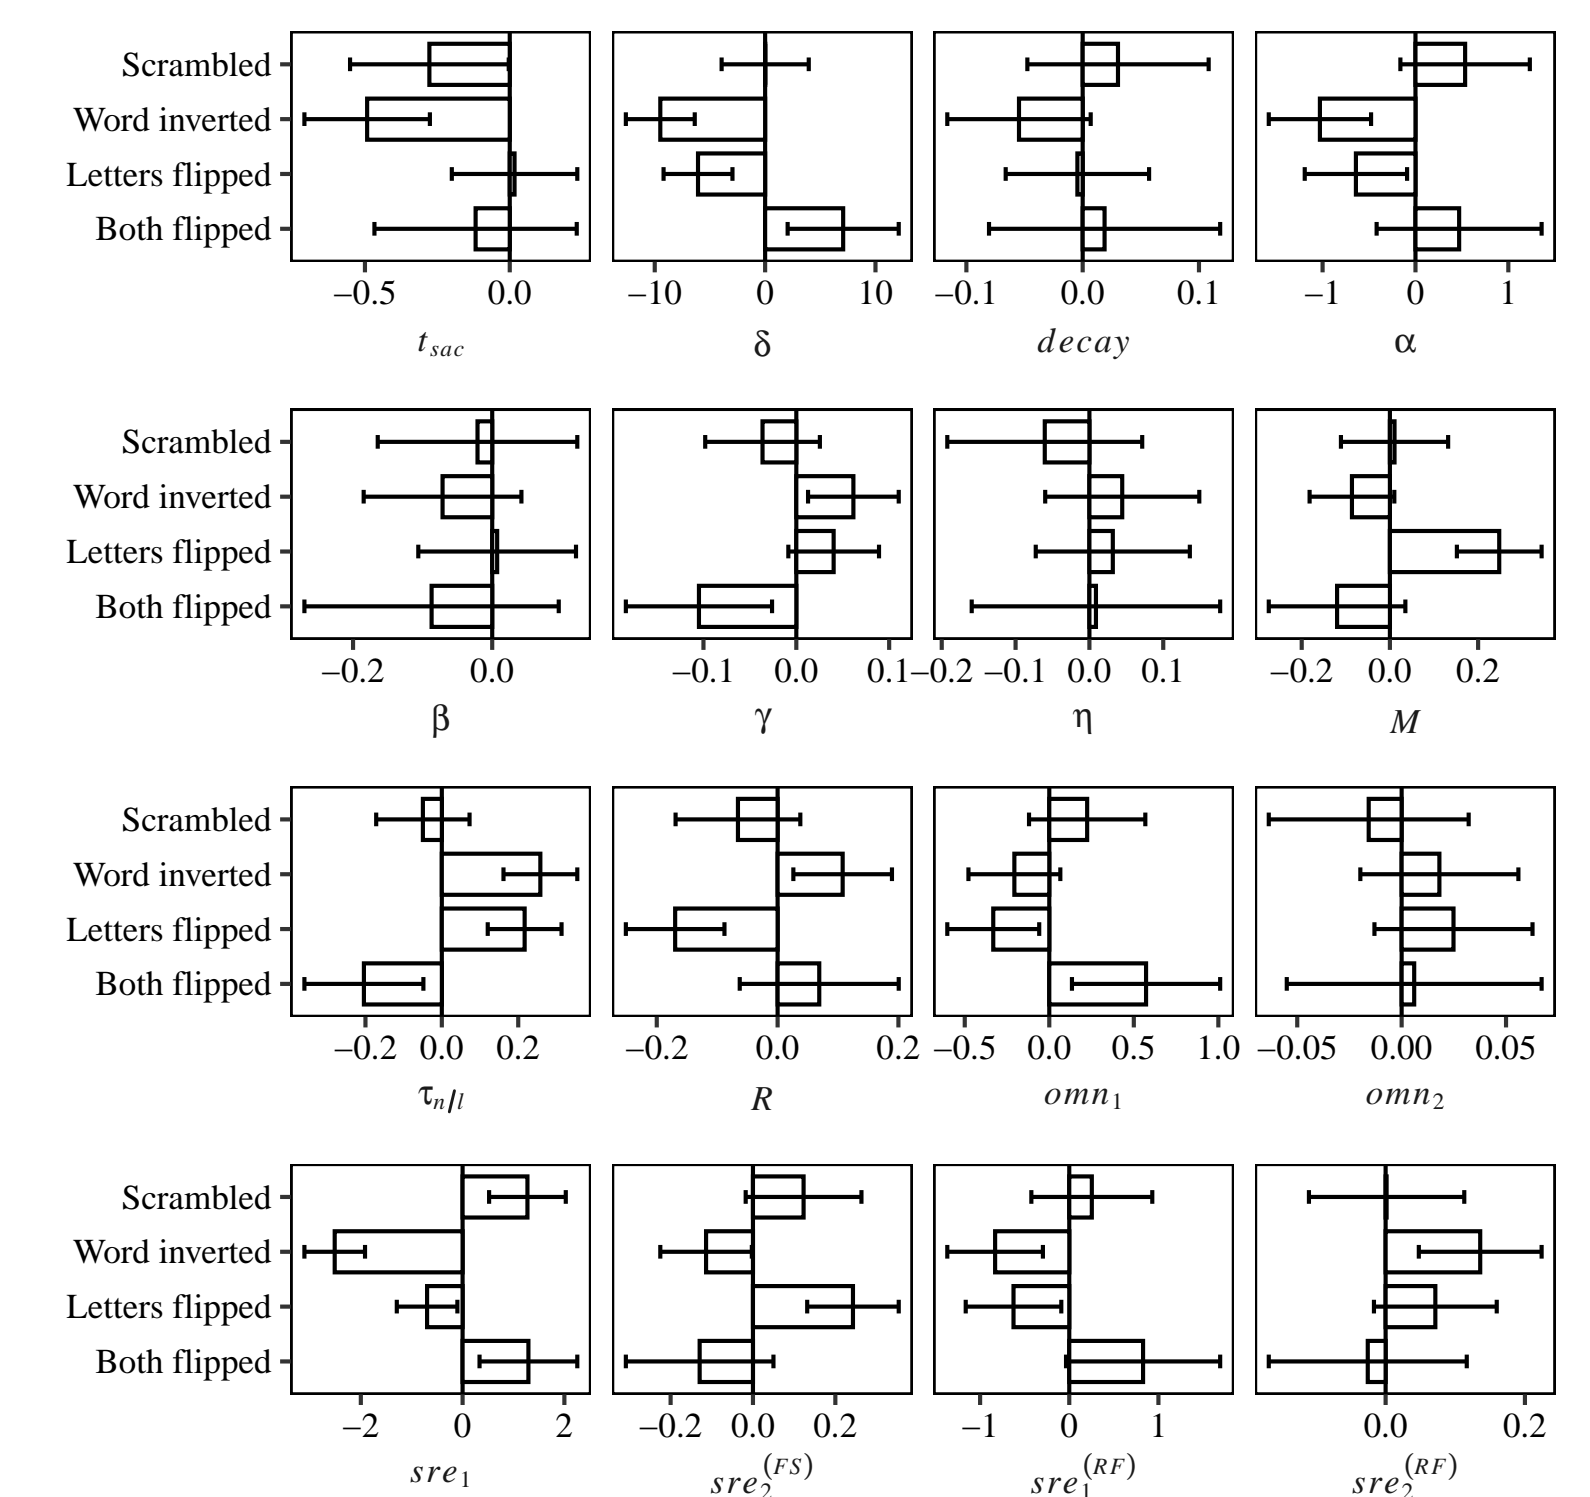 Scrambled
Word inverted
Letters flipped
Both flipped
−0.5 0.0 −10 0 10 −0.1 0.0 0.1 −1 0 1
t_sac δ decay α
Scrambled
Word inverted
Letters flipped
Both flipped
−0.2 0.0 −0.1 0.0 0.1 −0.2 −0.1 0.0 0.1 −0.2 0.0 0.2
β γ η M
Scrambled
Word inverted
Letters flipped
Both flipped
−0.2 0.0 0.2 −0.2 0.0 0.2 −0.5 0.0 0.5 1.0 −0.05 0.00 0.05
τ_n/l R omn_1 omn_2
Scrambled
Word inverted
Letters flipped
Both flipped
−2 0 2 −0.2 0.0 0.2 −1 0 1 0.0 0.2
sre_1 sre_2^(FS) sre_1^(RF) sre_2^(RF)